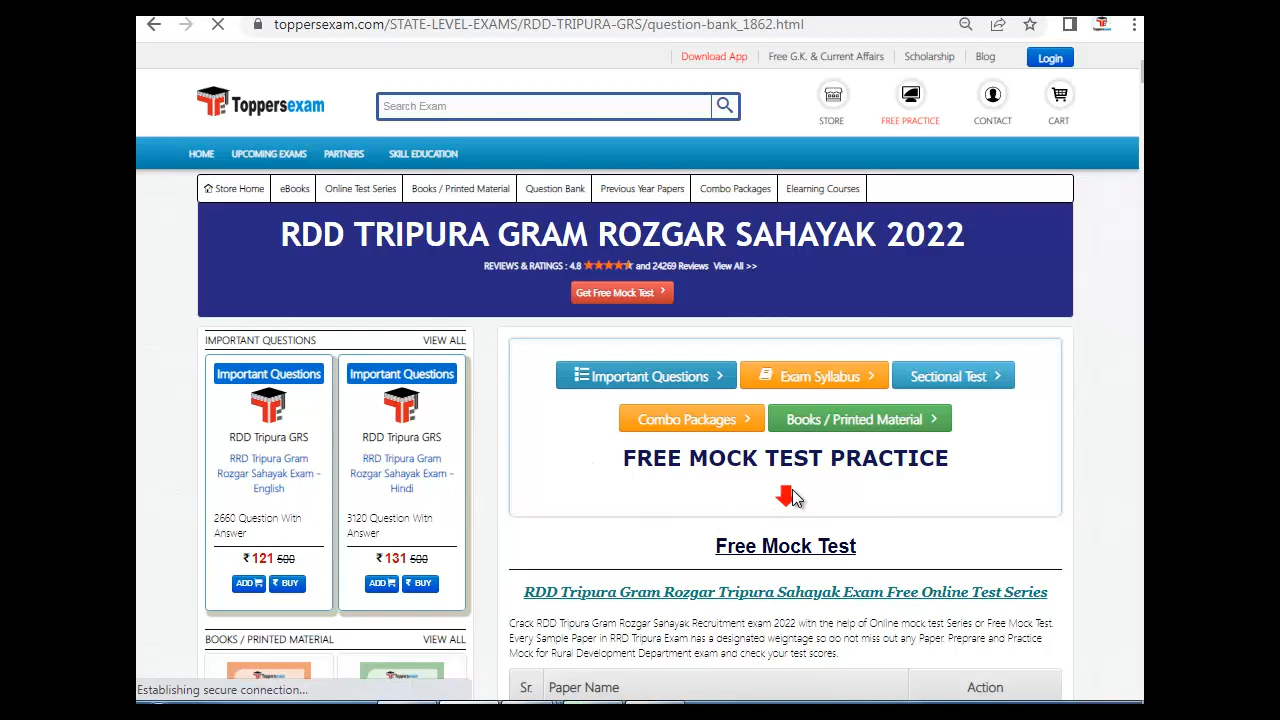 toppersexam.com/STATE-LEVEL-EXAMS/RDD-TRIPURA-GRS/question-bank_1862.html
Download App Free G.K. & Current Affairs Scholarship Blog Login
Toppersexam
Search Exam
STORE FREE PRACTICE CONTACT CART
HOME UPCOMING EXAMS PARTNERS SKILL EDUCATION
Store Home eBooks Online Test Series Books / Printed Material Question Bank Previous Year Papers Combo Packages Elearning Courses
RDD TRIPURA GRAM ROZGAR SAHAYAK 2022
REVIEWS & RATINGS : 4.8 and 24269 Reviews View All >>
Get Free Mock Test >
IMPORTANT QUESTIONS VIEW ALL
Important Questions
RDD Tripura GRS
RRD Tripura Gram
Rozgar Sahayak Exam -
English
2660 Question With
Answer
₹ 121 500
ADD ₹ BUY
Important Questions
RDD Tripura GRS
RRD Tripura Gram
Rozgar Sahayak Exam -
Hindi
3120 Question With
Answer
₹ 131 500
ADD ₹ BUY
BOOKS / PRINTED MATERIAL VIEW ALL
Important Questions > Exam Syllabus > Sectional Test >
Combo Packages > Books / Printed Material >
FREE MOCK TEST PRACTICE
Free Mock Test
RDD Tripura Gram Rozgar Tripura Sahayak Exam Free Online Test Series
Crack RDD Tripura Gram Rozgar Sahayak Recruitment exam 2022 with the help of Online mock test Series or Free Mock Test.
Every Sample Paper in RRD Tripura Exam has a designated weigntage so do not miss out any Paper. Preprare and Practice
Mock for Rural Development Department exam and check your test scores.
Sr. Paper Name Action
Establishing secure connection...